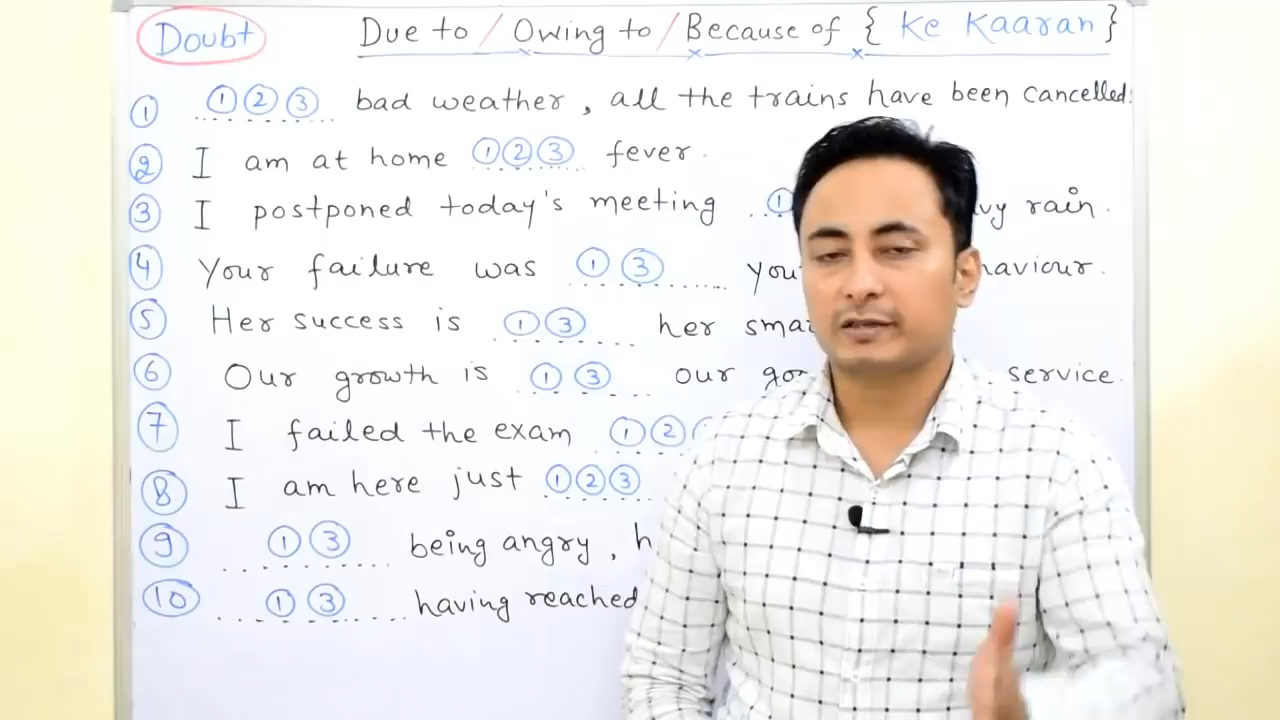 Doubt Due to / Owing to / Because of { Ke Kaaran }
① ①②③ bad weather, all the trains have been cancelled.
② I am at home ①②③ fever.
③ I postponed today's meeting ① rain.
④ Your failure was ①③
⑤ Her success is ①③ her
⑥ Our growth is ①③ our service.
⑦ I failed the exam ①②
⑧ I am here just ①②③
⑨ ①③ being angry,
⑩ ①③ having reached